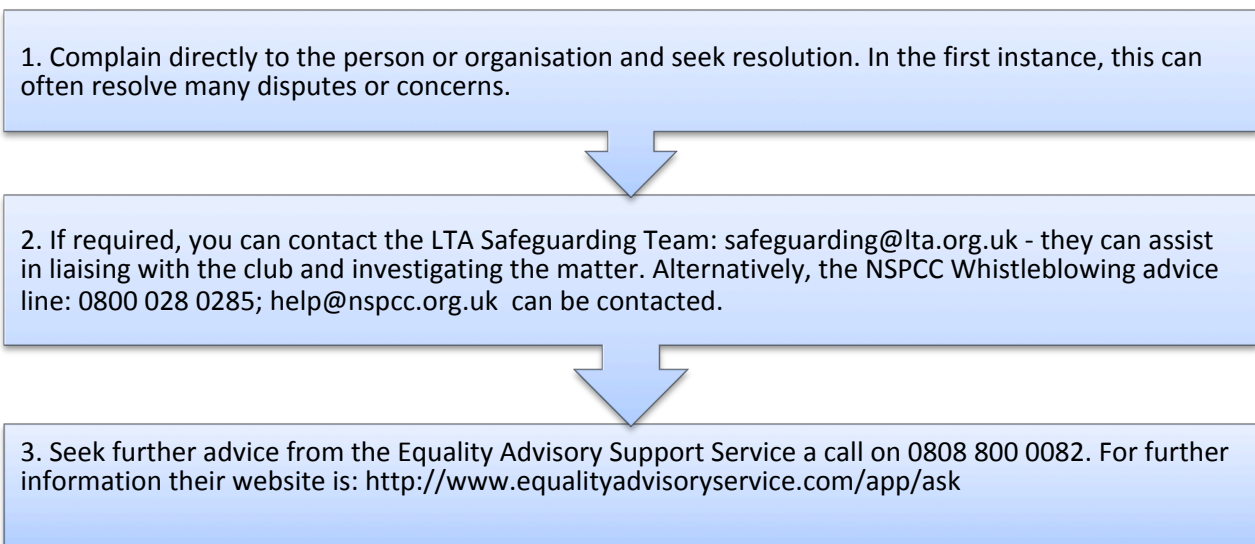 1. Complain directly to the person or organisation and seek resolution. In the first instance, this can
often resolve many disputes or concerns.
2. If required, you can contact the LTA Safeguarding Team: safeguarding@lta.org.uk - they can assist
in liaising with the club and investigating the matter. Alternatively, the NSPCC Whistleblowing advice
line: 0800 028 0285; help@nspcc.org.uk can be contacted.
3. Seek further advice from the Equality Advisory Support Service a call on 0808 800 0082. For further
information their website is: http://www.equalityadvisoryservice.com/app/ask